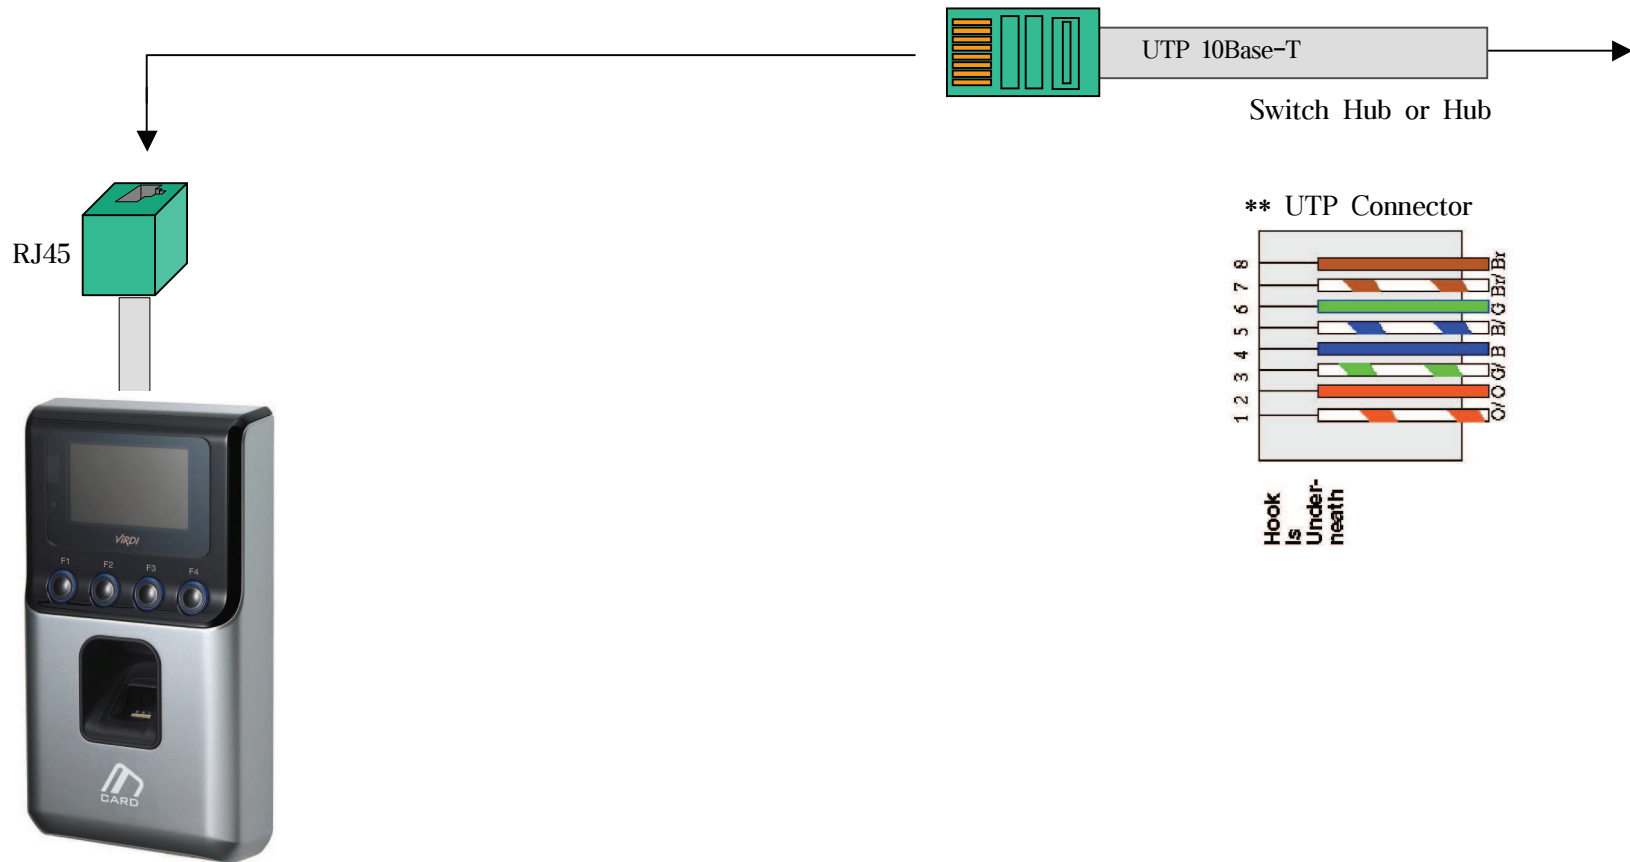 UTP 10Base-T
Switch Hub or Hub
RJ45
** UTP Connector
8 Br
7 Br/
6 G
5 B/
4 B
3 G/
2 O
1 O/
Hook
Is
Under-
neath
ViRDI
F1 F2 F3 F4
CARD